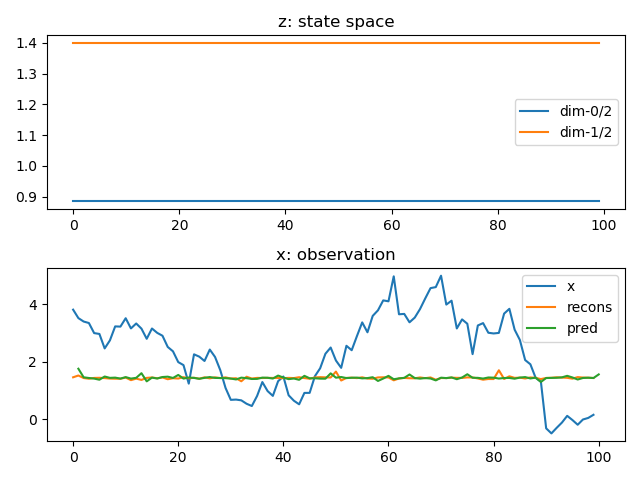 z: state space
1.4
1.3
1.2
1.1
1.0
0.9
dim-0/2
dim-1/2
0 20 40 60 80 100
x: observation
4
2
0
x
recons
pred
0 20 40 60 80 100